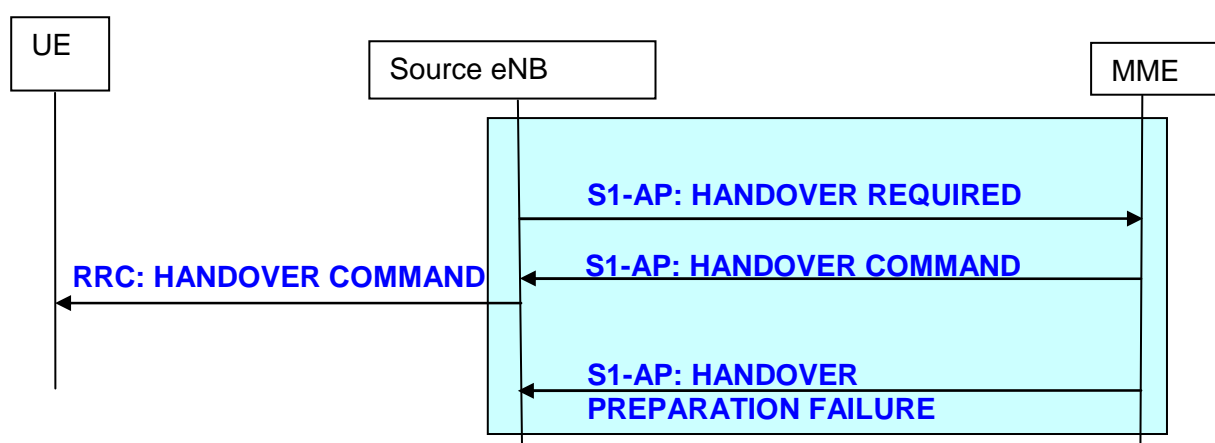 UE
Source eNB
MME
S1-AP: HANDOVER REQUIRED
S1-AP: HANDOVER COMMAND
RRC: HANDOVER COMMAND
S1-AP: HANDOVER
PREPARATION FAILURE